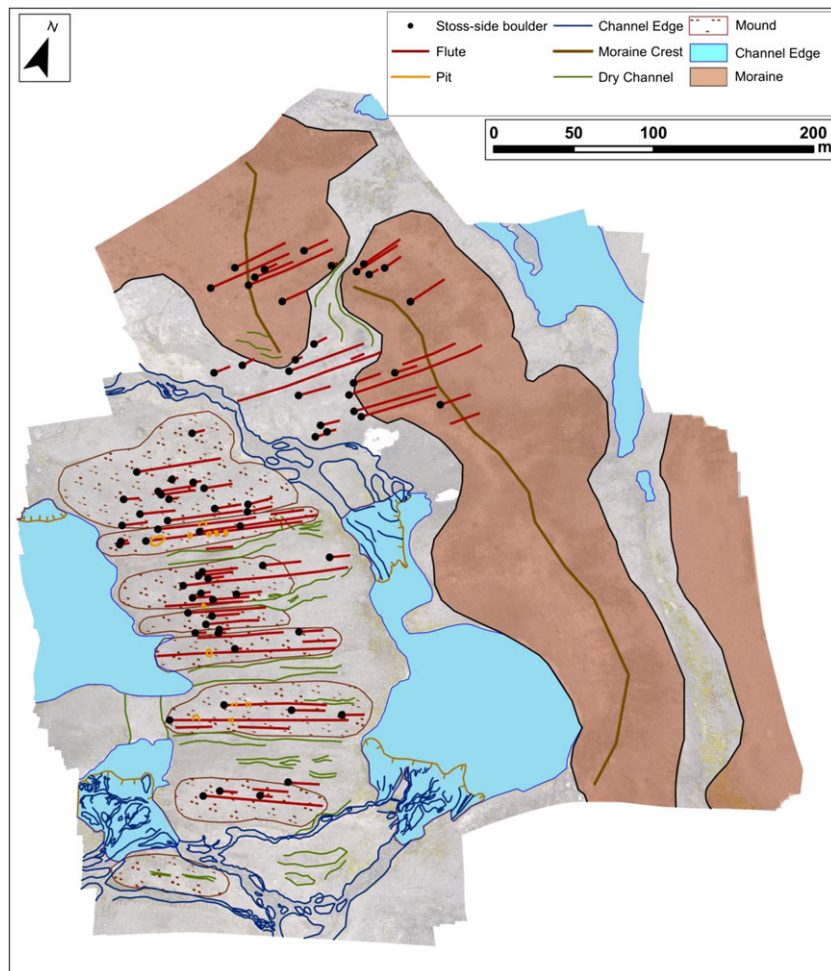 N
Stoss-side boulder
Channel Edge
Mound
Flute
Moraine Crest
Channel Edge
Pit
Dry Channel
Moraine
0 50 100 200
m